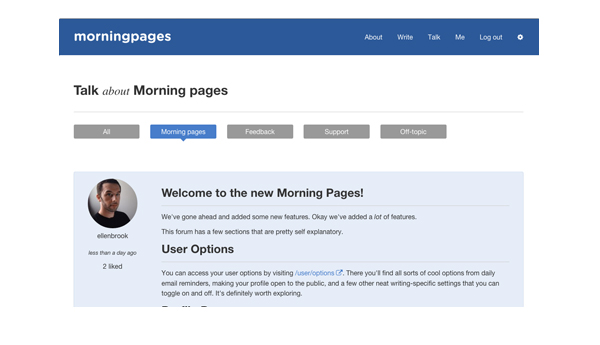 morningpages
About Write Talk Me Log out
Talk about Morning pages
All Morning pages Feedback Support Off-topic
Welcome to the new Morning Pages!
We've gone ahead and added some new features. Okay we've added a lot of features.
This forum has a few sections that are pretty self explanatory.
ellenbrook
less than a day ago
2 liked
User Options
You can access your user options by visiting /user/options. There you'll find all sorts of cool options from daily
email reminders, making your profile open to the public, and a few other neat writing-specific settings that you can
toggle on and off. It's definitely worth exploring.